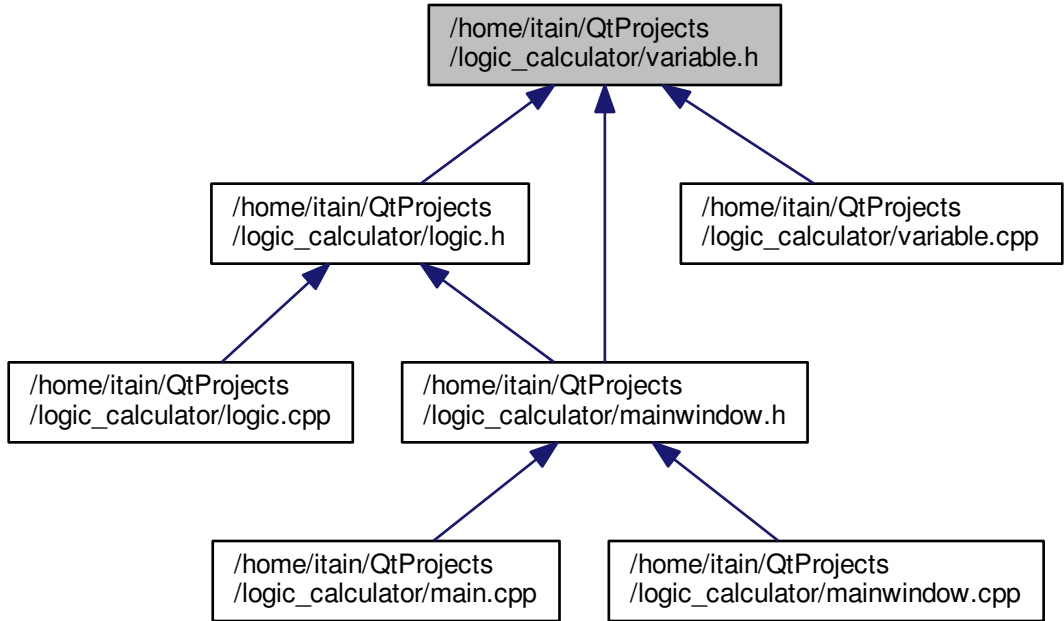 /home/itain/QtProjects
/logic_calculator/variable.h
/home/itain/QtProjects
/logic_calculator/logic.h
/home/itain/QtProjects
/logic_calculator/variable.cpp
/home/itain/QtProjects
/logic_calculator/logic.cpp
/home/itain/QtProjects
/logic_calculator/mainwindow.h
/home/itain/QtProjects
/logic_calculator/main.cpp
/home/itain/QtProjects
/logic_calculator/mainwindow.cpp